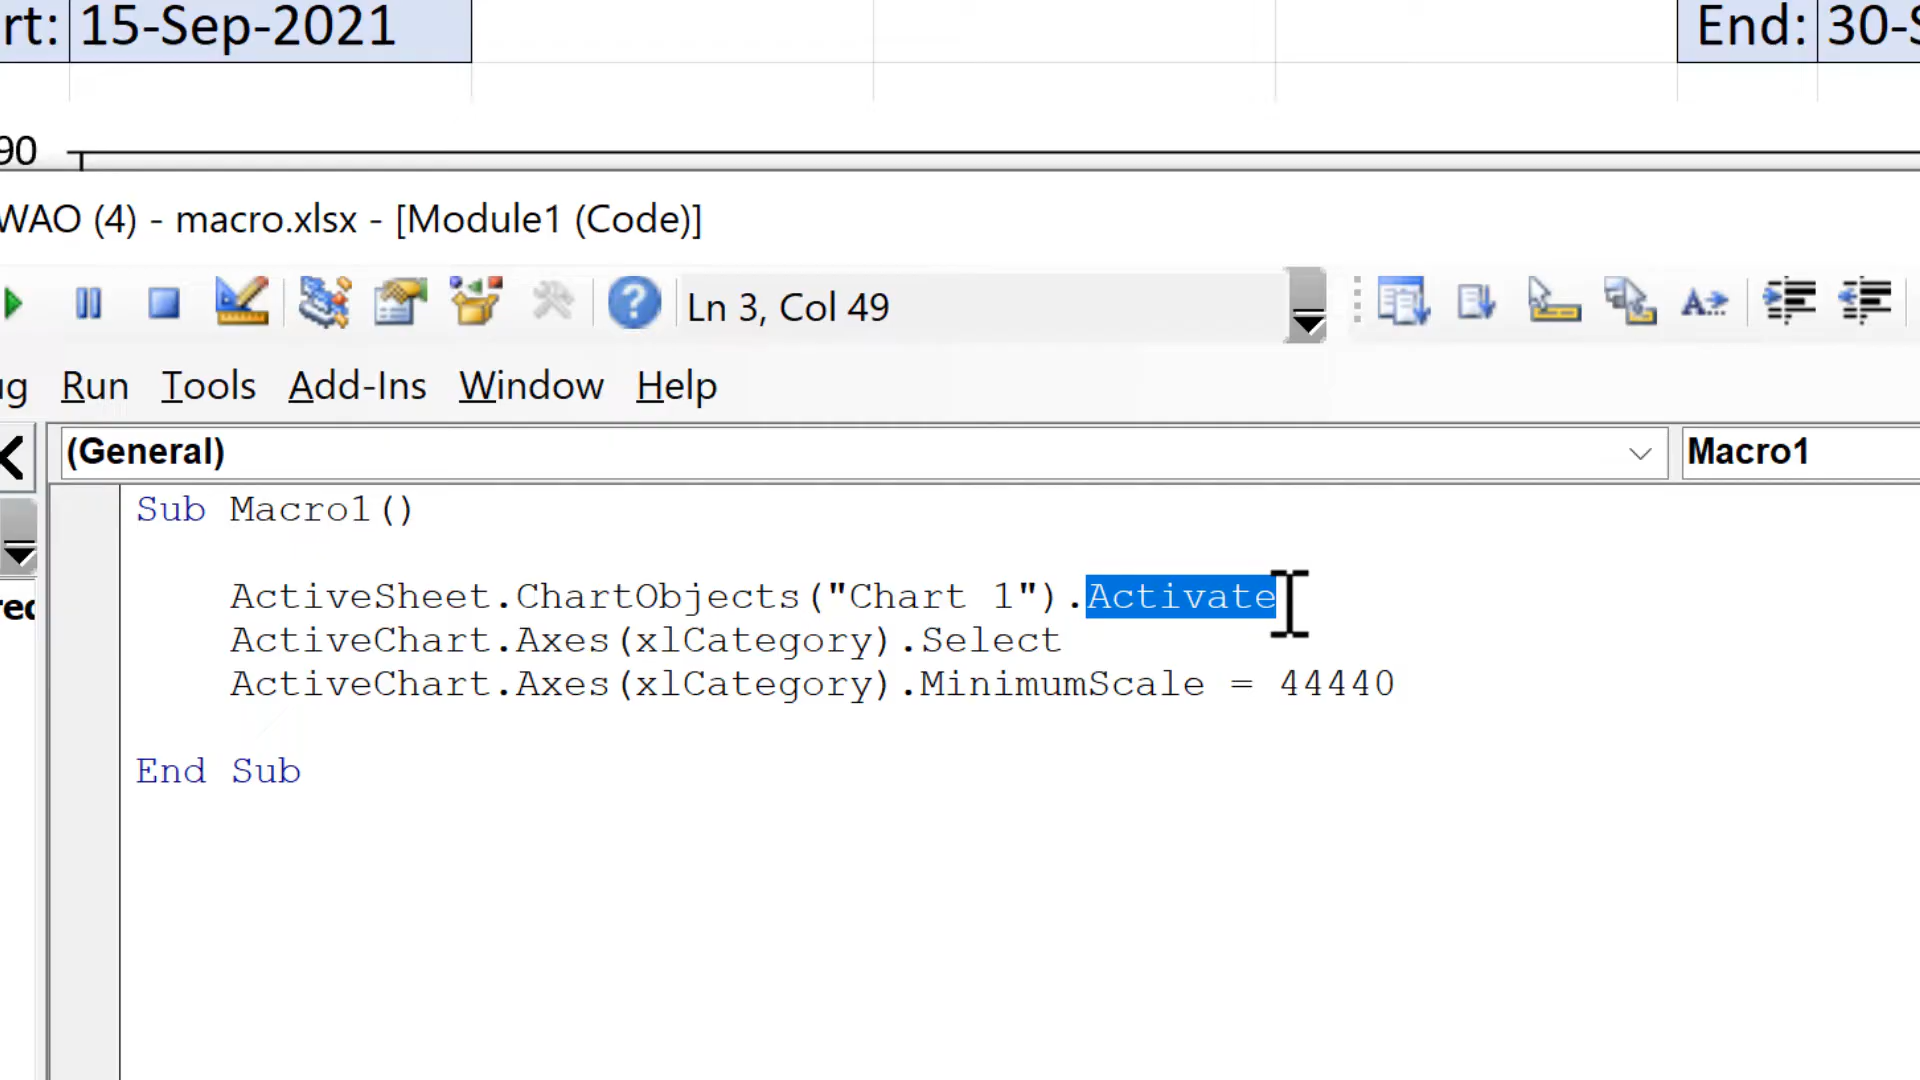 rt: 15-Sep-2021 End: 30-S
90
WAO (4) - macro.xlsx - [Module1 (Code)]
Ln 3, Col 49
ug Run Tools Add-Ins Window Help
(General) Macro1
Sub Macro1()
ActiveSheet.ChartObjects("Chart 1").Activate
ActiveChart.Axes(xlCategory).Select
ActiveChart.Axes(xlCategory).MinimumScale = 44440
End Sub